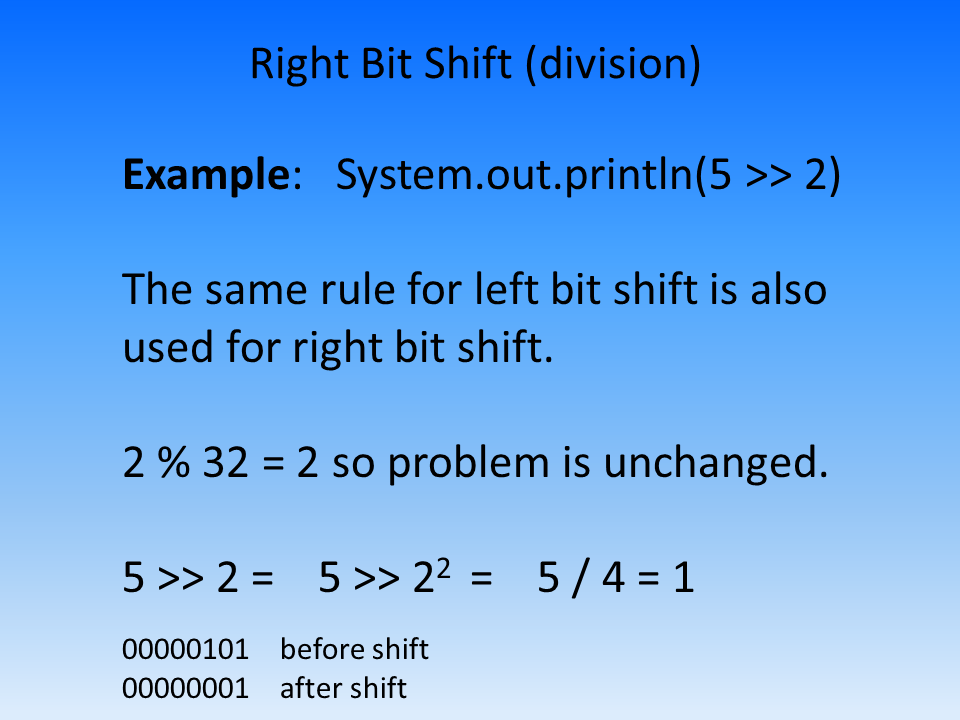 Right Bit Shift (division)
Example: System.out.println(5 >> 2)
The same rule for left bit shift is also
used for right bit shift.
2 % 32 = 2 so problem is unchanged.
5 >> 2 = 5 >> 2² = 5 / 4 = 1
00000101 before shift
00000001 after shift